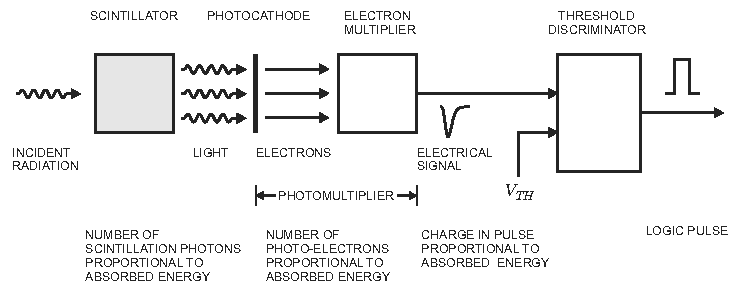 SCINTILLATOR
PHOTOCATHODE
ELECTRON
MULTIPLIER
THRESHOLD
DISCRIMINATOR
INCIDENT
RADIATION
LIGHT
ELECTRONS
ELECTRICAL
SIGNAL
V_TH
PHOTOMULTIPLIER
NUMBER OF
SCINTILLATION PHOTONS
PROPORTIONAL TO
ABSORBED ENERGY
NUMBER OF
PHOTO-ELECTRONS
PROPORTIONAL TO
ABSORBED ENERGY
CHARGE IN PULSE
PROPORTIONAL TO
ABSORBED ENERGY
LOGIC PULSE